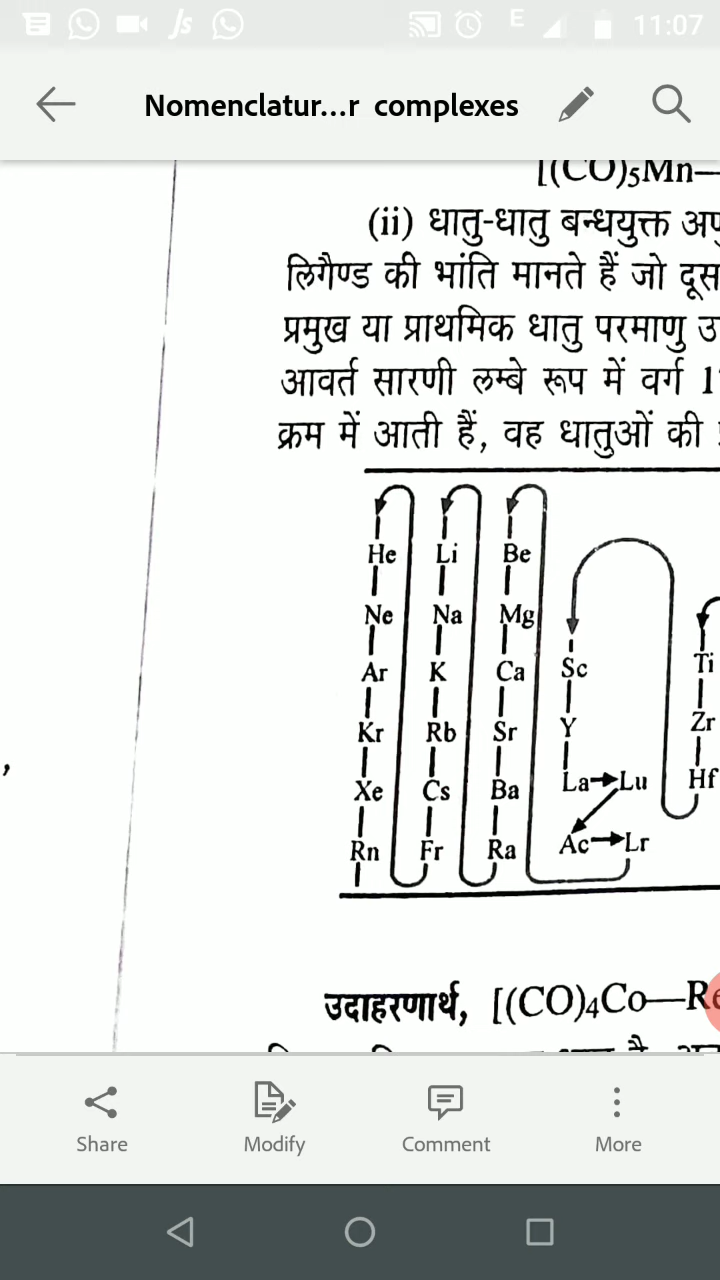 E 11:07
Nomenclatur...r complexes
[(CO)5Mn—
(ii) धातु-धातु बन्धयुक्त
लिगैण्ड की भांति मानते हैं जो दूस
प्रमुख या प्राथमिक धातु परमाणु उ
आवर्त सारणी लम्बे रूप में वर्ग 1
क्रम में आती हैं, वह धातुओं की
He Li Be
Ne Na Mg
Ar K Ca Sc Ti
Kr Rb Sr Y Zr
Xe Cs Ba La→Lu Hf
Rn Fr Ra Ac→Lr
,
उदाहरणार्थ, [(CO)4Co—Re
Share Modify Comment More